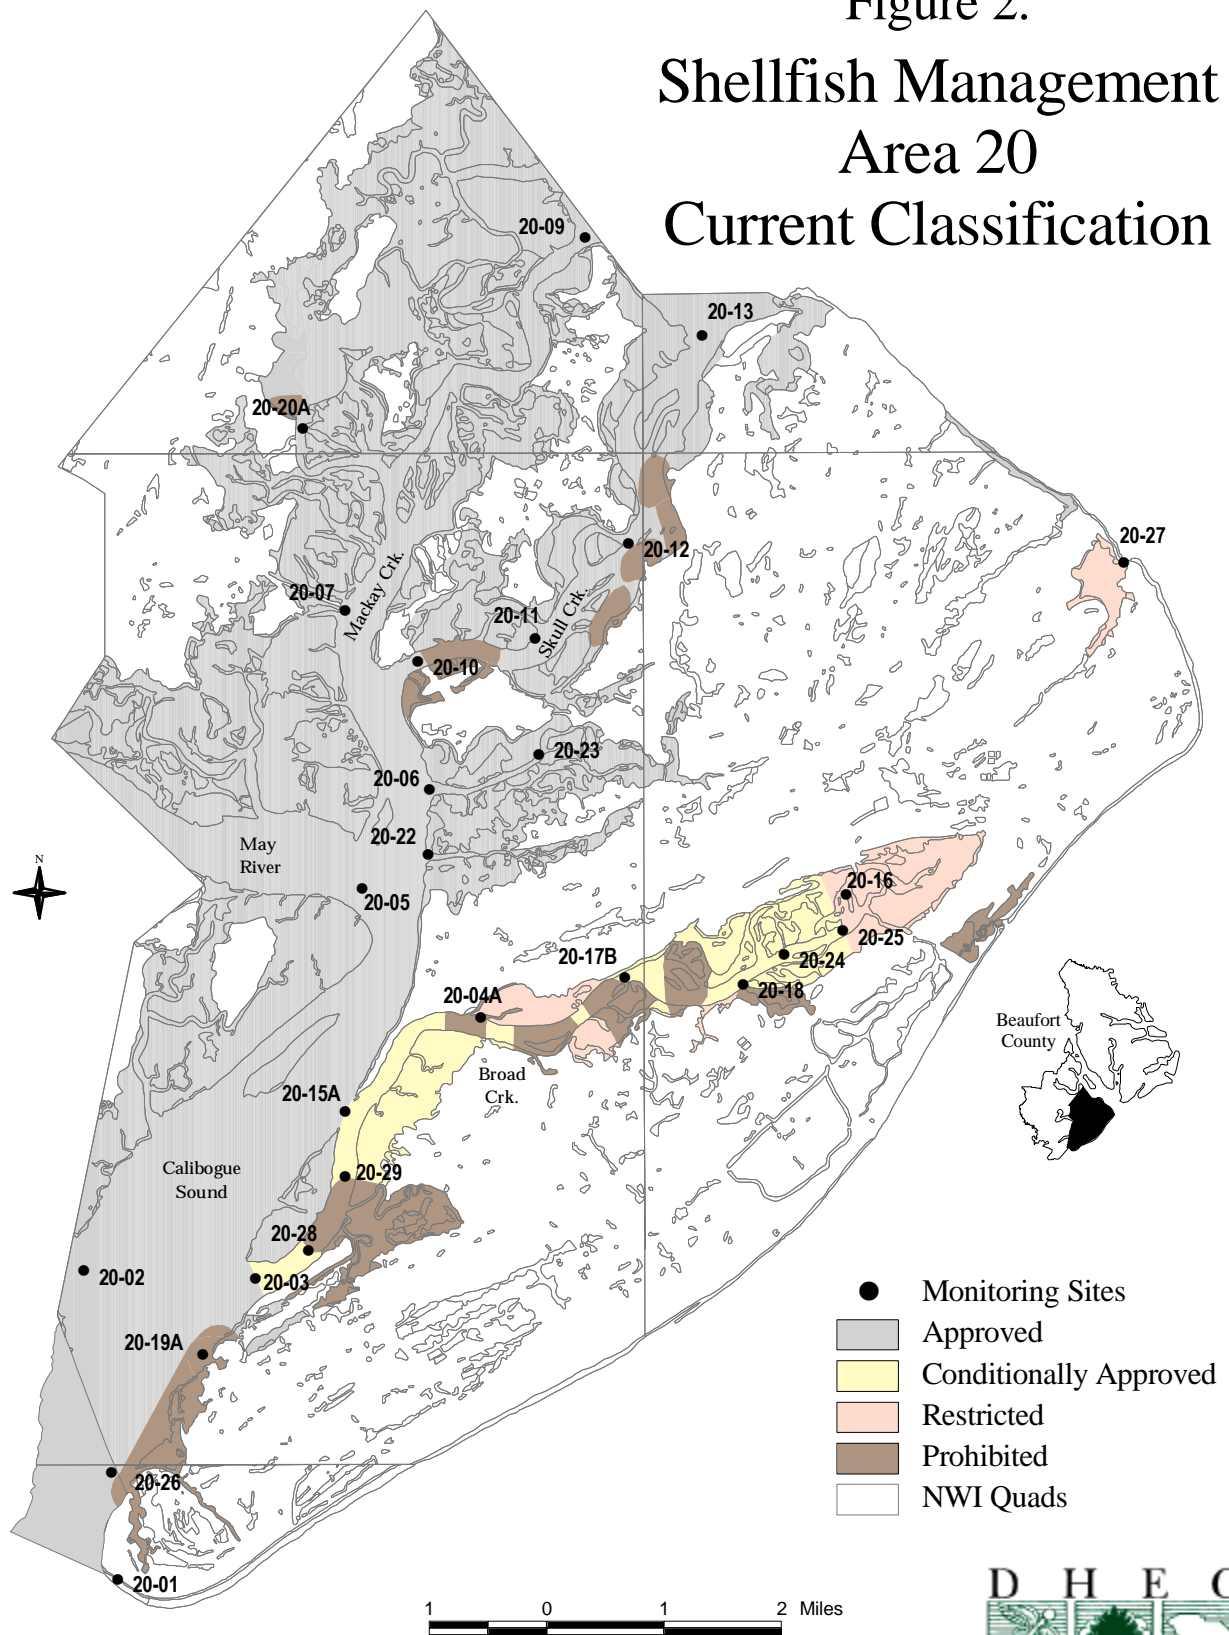 Figure 2.
Shellfish Management
Area 20
Current Classification
20-09
20-13
20-20A
20-27
20-12
20-07
Mackay Crk.
20-11
Skull Crk.
20-10
20-23
20-06
20-22
May
River
N
20-05
20-16
20-25
20-24
20-17B
20-18
20-04A
Beaufort
County
Broad
Crk.
20-15A
Calibogue
Sound
20-29
20-28
20-02
20-03
20-19A
20-26
20-01
Monitoring Sites
Approved
Conditionally Approved
Restricted
Prohibited
NWI Quads
1 0 1 2 Miles
D H E C